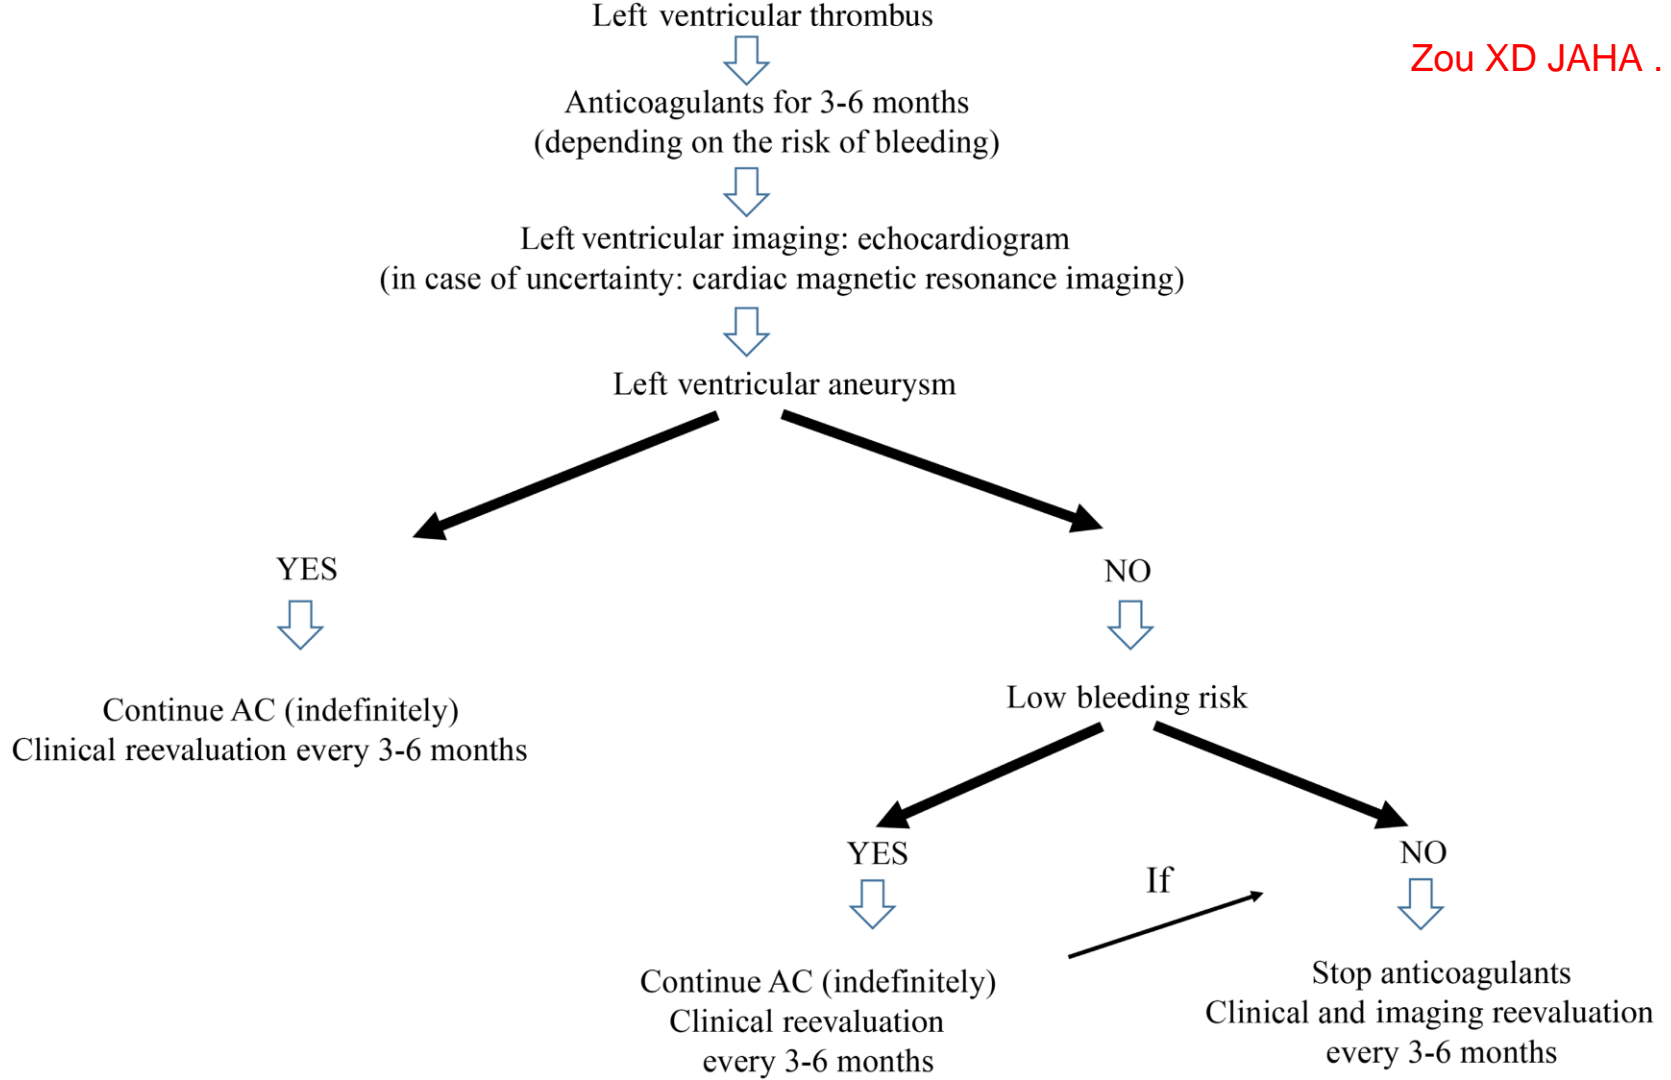 Left ventricular thrombus
Zou XD JAHA .
Anticoagulants for 3-6 months
(depending on the risk of bleeding)
Left ventricular imaging: echocardiogram
(in case of uncertainty: cardiac magnetic resonance imaging)
Left ventricular aneurysm
YES
NO
Continue AC (indefinitely)
Clinical reevaluation every 3-6 months
Low bleeding risk
YES
NO
If
Continue AC (indefinitely)
Clinical reevaluation
every 3-6 months
Stop anticoagulants
Clinical and imaging reevaluation
every 3-6 months